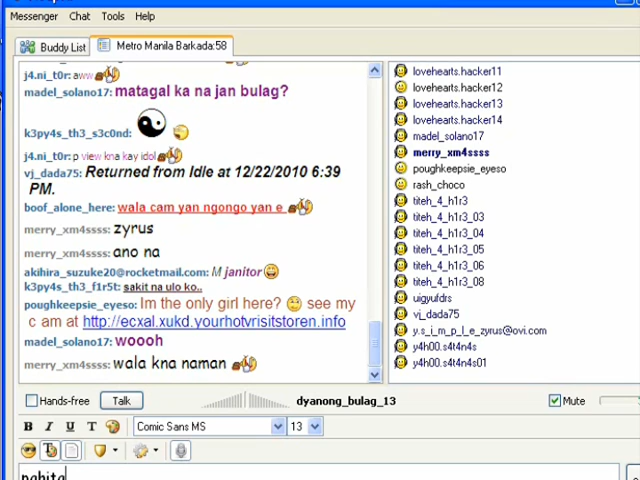 Messenger Chat Tools Help
Buddy List
Metro Manila Barkada:58
j4.ni_t0r: aww
madel_solano17: matagal ka na jan bulag?
k3py4s_th3_s3c0nd:
j4.ni_t0r: p view kna kay idol
vj_dada75: Returned from Idle at 12/22/2010 6:39
PM.
boof_alone_here: wala cam yan ngongo yan e
merry_xm4ssss: zyrus
merry_xm4ssss: ano na
akihira_suzuke20@rocketmail.com: M janitor
k3py4s_th3_f1r5t: sakit na ulo ko..
poughkeepsie_eyeso: Im the only girl here? see my
c am at http://ecxal.xukd.yourhotvrisitstoren.info
madel_solano17: woooh
merry_xm4ssss: wala kna naman
lovehearts.hacker11
lovehearts.hacker12
lovehearts.hacker13
lovehearts.hacker14
madel_solano17
merry_xm4ssss
poughkeepsie_eyeso
rash_choco
titeh_4_h1r3
titeh_4_h1r3_03
titeh_4_h1r3_04
titeh_4_h1r3_05
titeh_4_h1r3_06
titeh_4_h1r3_08
uigyufdrs
vj_dada75
y.s_i_m_p_l_e_zyrus@ovi.com
y4h00.s4t4n4s
y4h00.s4t4n4s01
Hands-free
Talk
dyanong_bulag_13
Mute
B I U T
Comic Sans MS
13